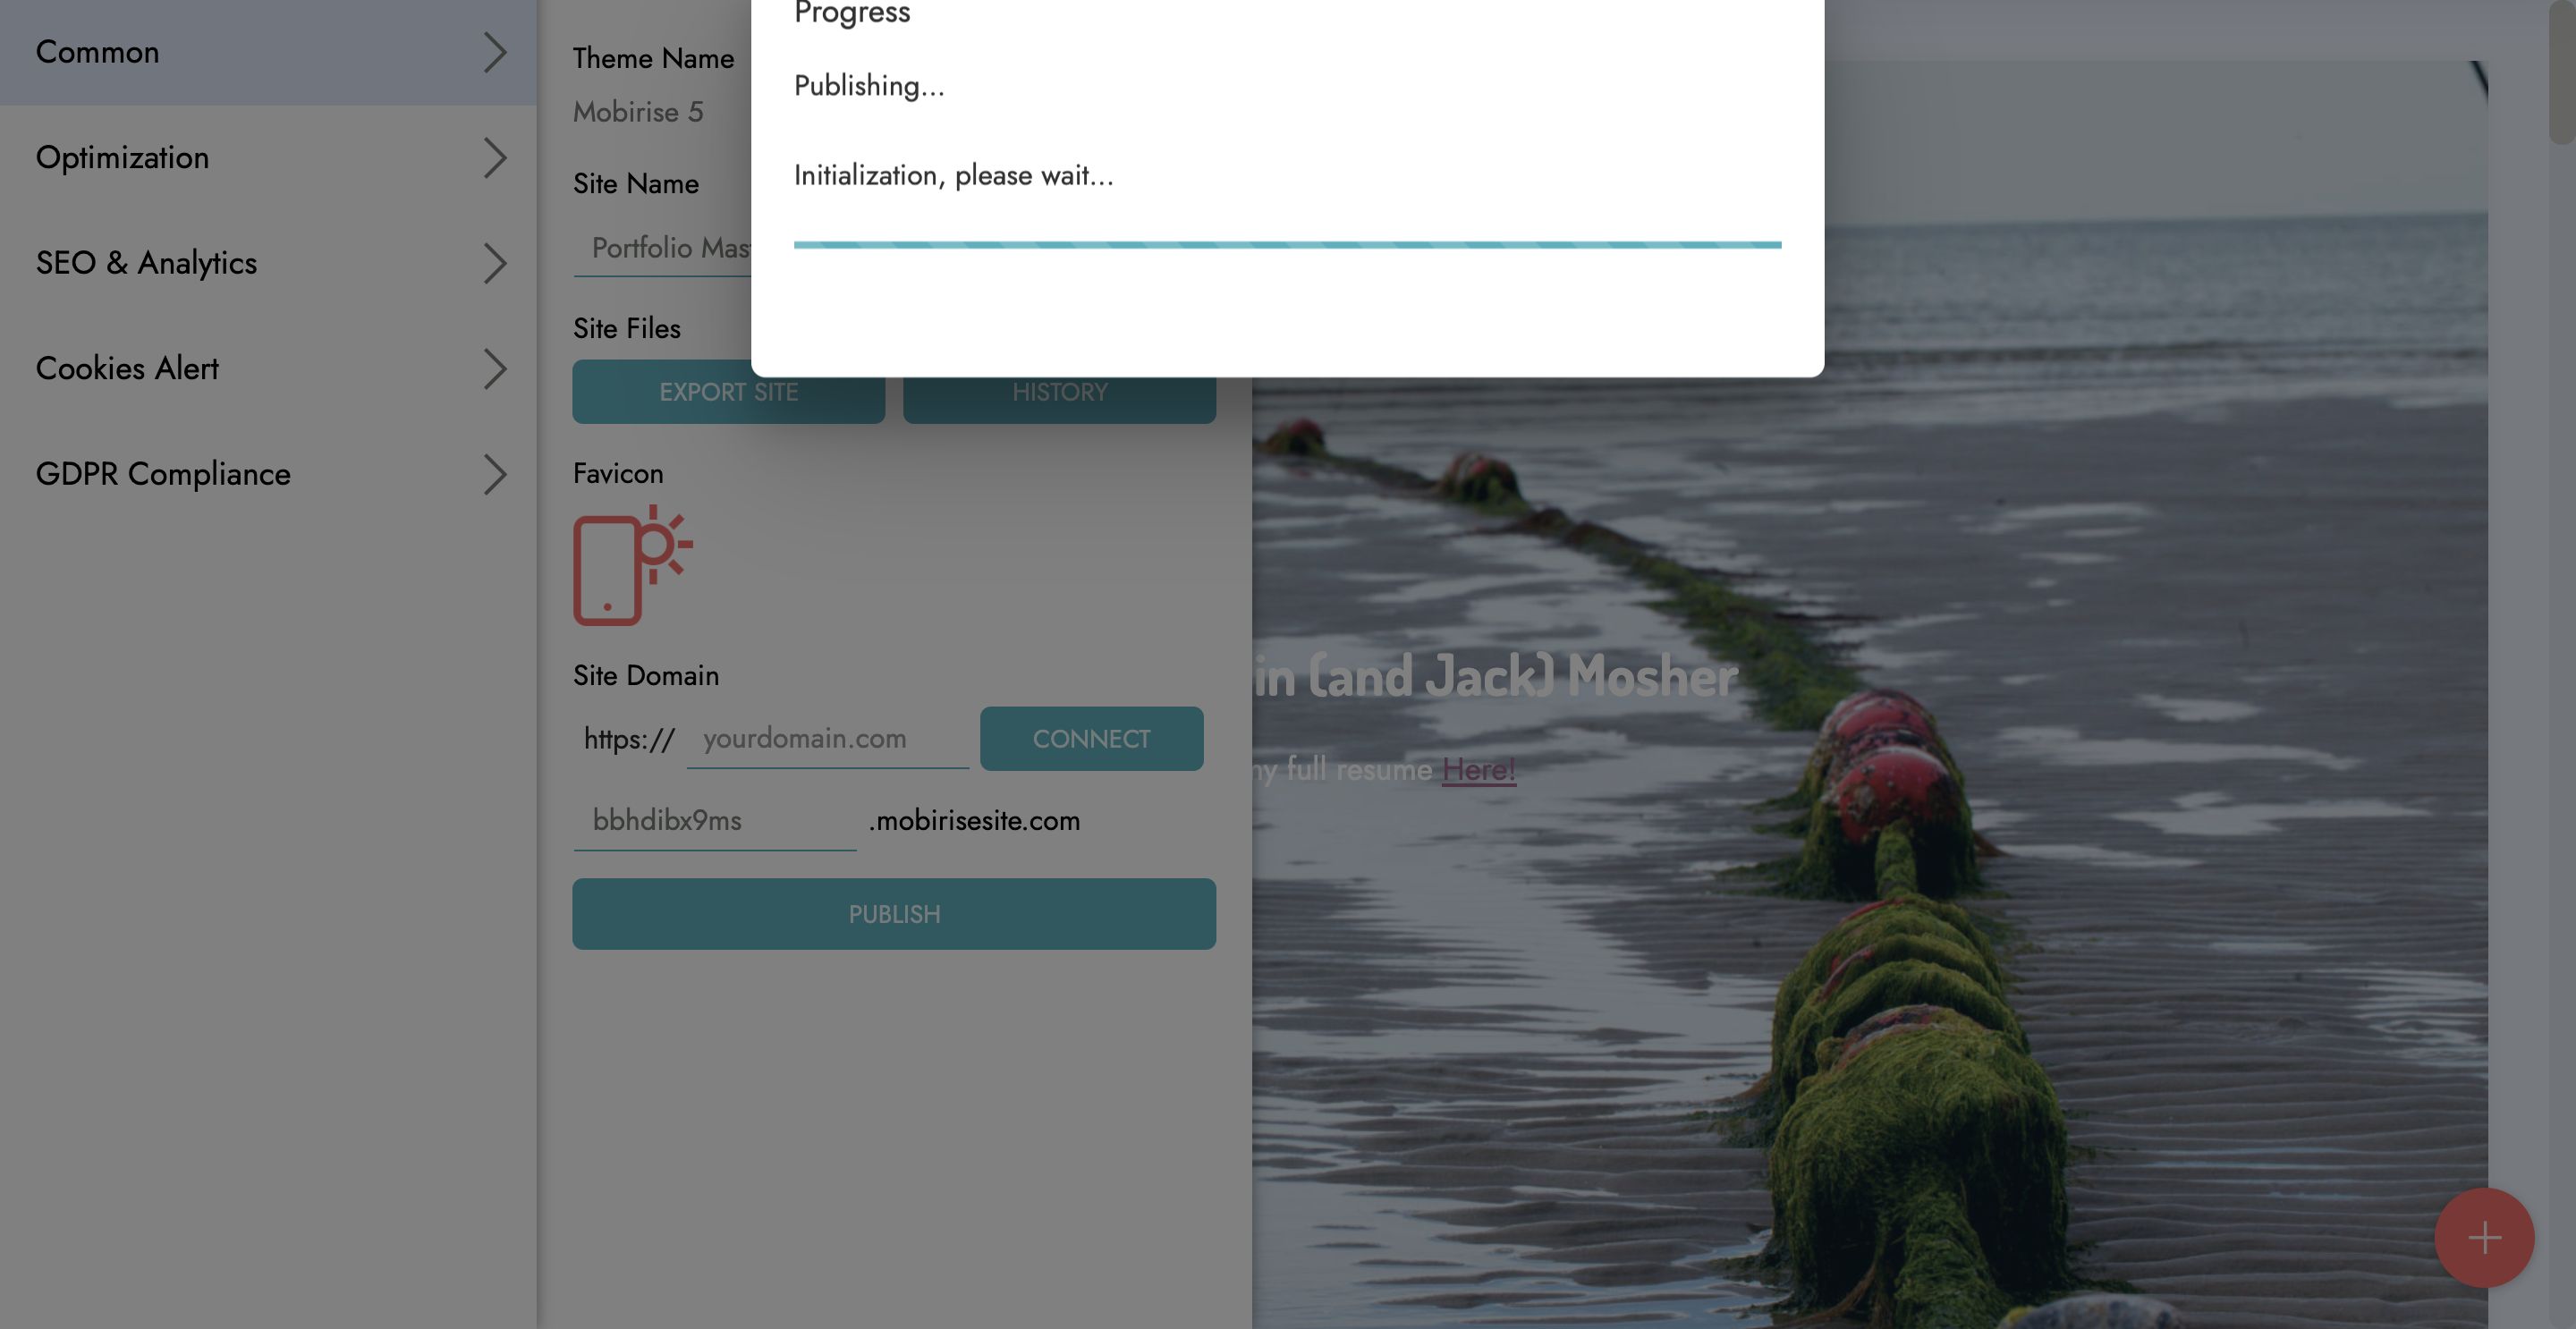 Common
Optimization
SEO & Analytics
Cookies Alert
GDPR Compliance
Theme Name
Mobirise 5
Site Name
Portfolio
Site Files
EXPORT SITE
HISTORY
Favicon
Site Domain
https://
yourdomain.com
CONNECT
bbhdibx9ms
.mobirisesite.com
PUBLISH
Progress
Publishing...
Initialization, please wait...
in (and Jack) Mosher
full resume Here!